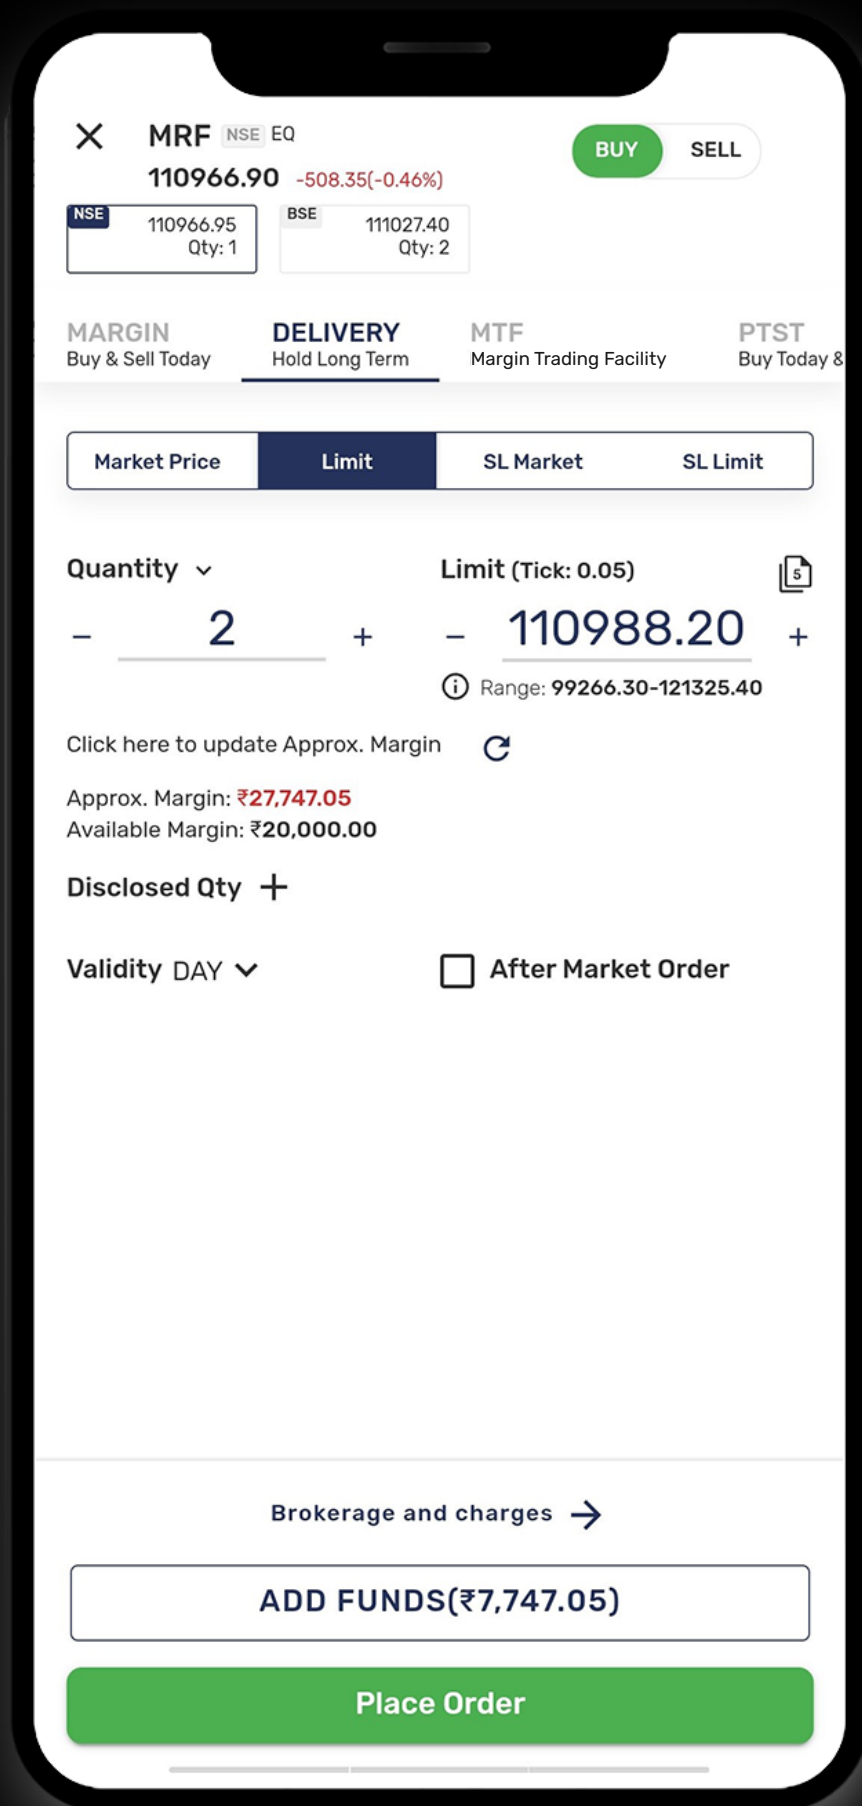 MRF NSE EQ
110966.90 -508.35(-0.46%)
BUY SELL
NSE 110966.95
Qty: 1
BSE 111027.40
Qty: 2
MARGIN
Buy & Sell Today
DELIVERY
Hold Long Term
MTF
Margin Trading Facility
PTST
Buy Today &
Market Price Limit SL Market SL Limit
Quantity
2
Limit (Tick: 0.05)
5
110988.20
Range: 99266.30-121325.40
Click here to update Approx. Margin
Approx. Margin: ₹27,747.05
Available Margin: ₹20,000.00
Disclosed Qty +
Validity DAY
After Market Order
Brokerage and charges →
ADD FUNDS(₹7,747.05)
Place Order